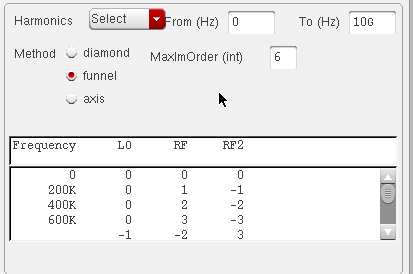 Harmonics Select From (Hz) 0 To (Hz) 10G
Method diamond MaxImOrder (int) 6
funnel
axis
Frequency L0 RF RF2
0 0 0 0
200K 0 1 -1
400K 0 2 -2
600K 0 3 -3
-1 -2 3